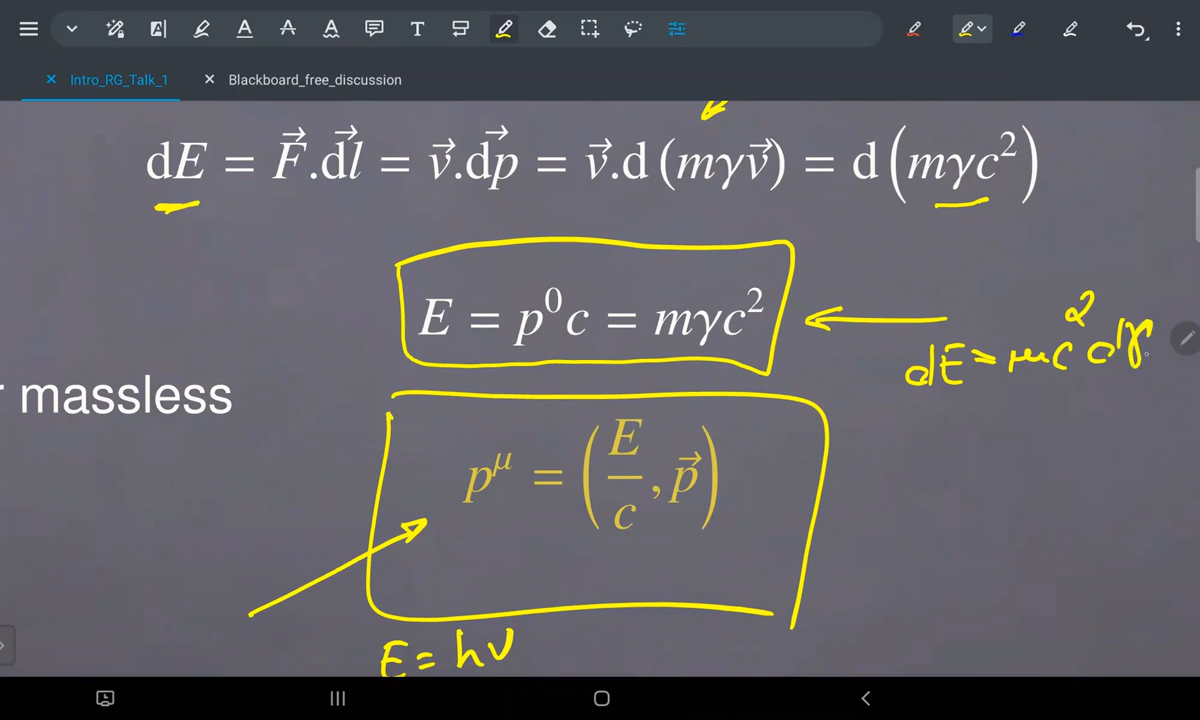 Intro_RG_Talk_1 Blackboard_free_discussion
dE = F⃗.dl⃗ = v⃗.dp⃗ = v⃗.d(mγv⃗) = d(mγc²)
E = p⁰c = mγc²
dE = mc² dγ
r massless
p^μ = (E/c, p⃗)
E = hν